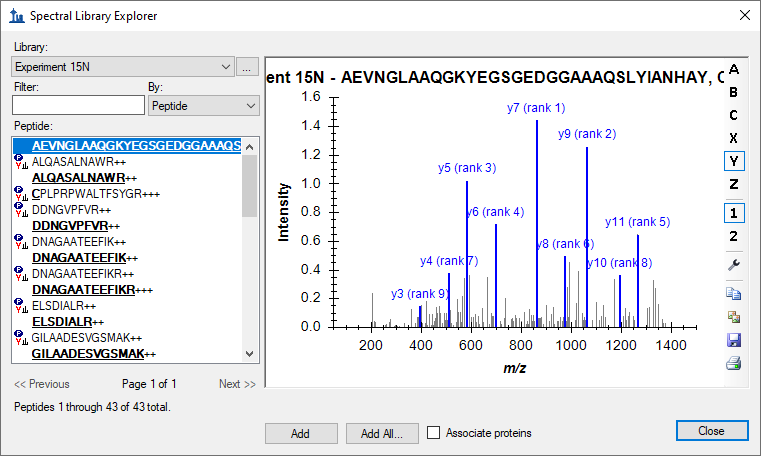 Spectral Library Explorer
Library:
Experiment 15N
...
Filter:
By:
Peptide
Peptide:
AEVNGLAAQGKYEGSGEDGGAAAQS
ALQASALNAWR++
ALQASALNAWR++
CPLPRPWALTFSYGR+++
DDNGVPFVR++
DDNGVPFVR++
DNAGAATEEFIK++
DNAGAATEEFIK++
DNAGAATEEFIKR++
DNAGAATEEFIKR+++
ELSDIALR++
ELSDIALR++
GILAADESVGSMAK++
GILAADESVGSMAK++
<< Previous
Page 1 of 1
Next >>
Peptides 1 through 43 of 43 total.
ent 15N - AEVNGLAAQGKYEGSGEDGGAAAQSLYIANHAY, C
Intensity
1.6
1.4
1.2
1.0
0.8
0.6
0.4
0.2
0.0
y7 (rank 1)
y9 (rank 2)
y5 (rank 3)
y6 (rank 4)
y11 (rank 5)
y8 (rank 6)
y4 (rank 7)
y10 (rank 8)
y3 (rank 9)
200
400
600
800
1000
1200
1400
m/z
A
B
C
X
Y
Z
1
2
Add
Add All...
Associate proteins
Close